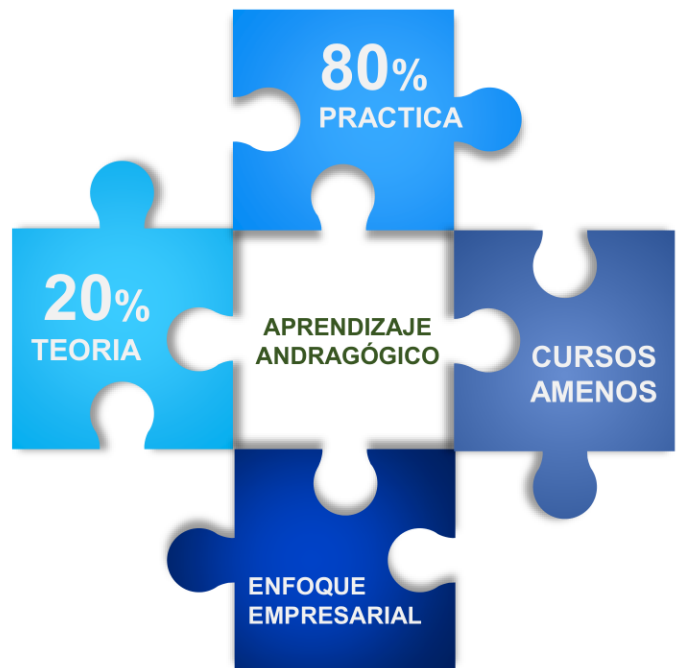 80%
PRACTICA
20%
TEORIA
APRENDIZAJE
ANDRAGÓGICO
CURSOS
AMENOS
ENFOQUE
EMPRESARIAL